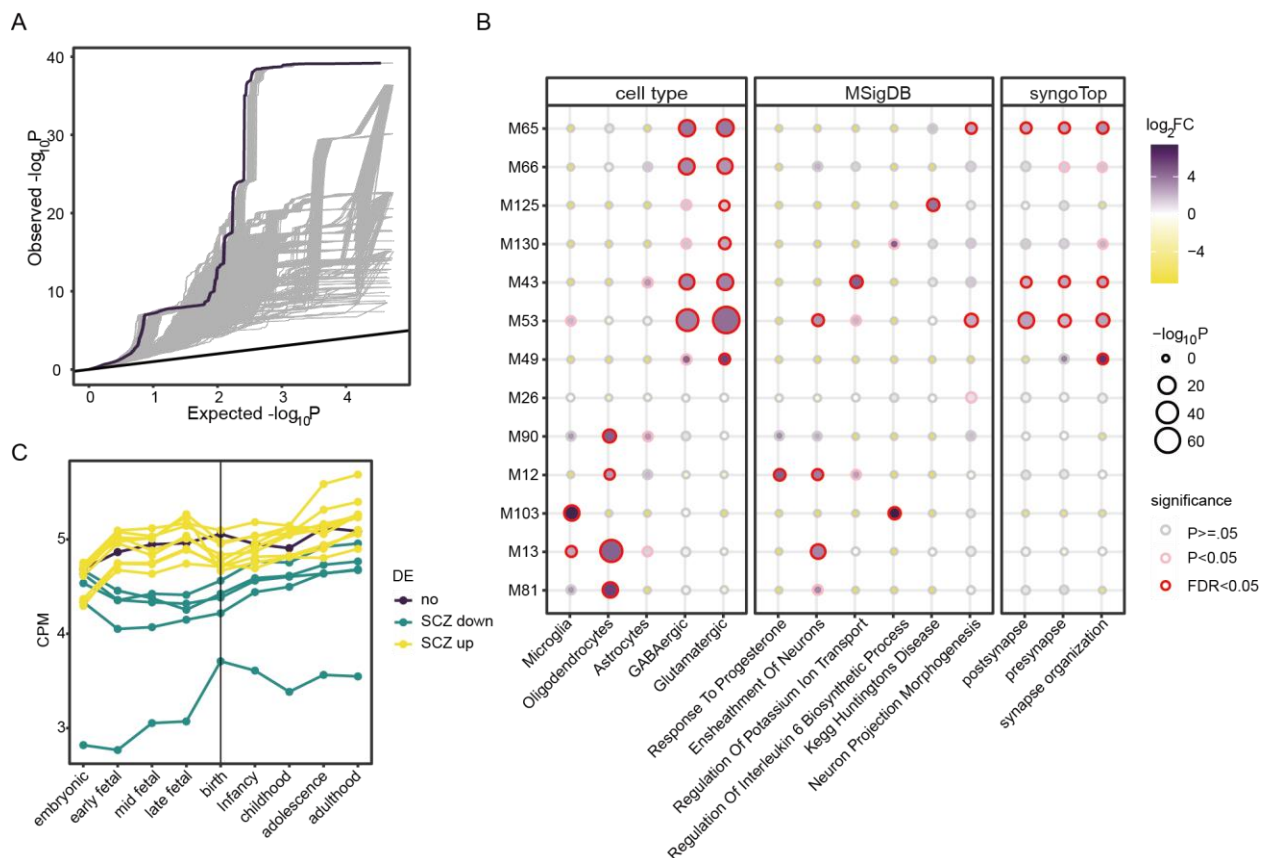 A
40
30
20
10
0
Observed -log10P
0 1 2 3 4
Expected -log10P
B
cell type MSigDB syngoTop
M65
M66
M125
M130
M43
M53
M49
M26
M90
M12
M103
M13
M81
Microglia
Oligodendrocytes
Astrocytes
GABAergic
Glutamatergic
Response To Progesterone
Ensheathment Of Neurons
Regulation Of Potassium Ion Transport
Regulation Of Interleukin 6 Biosynthetic Process
Kegg Huntingtons Disease
Neuron Projection Morphogenesis
postsynapse
presynapse
synapse organization
log2FC
4
0
−4
−log10P
0
20
40
60
significance
P>=.05
P<0.05
FDR<0.05
C
5
4
3
CPM
embryonic
early fetal
mid fetal
late fetal
birth
Infancy
childhood
adolescence
adulthood
DE
no
SCZ down
SCZ up